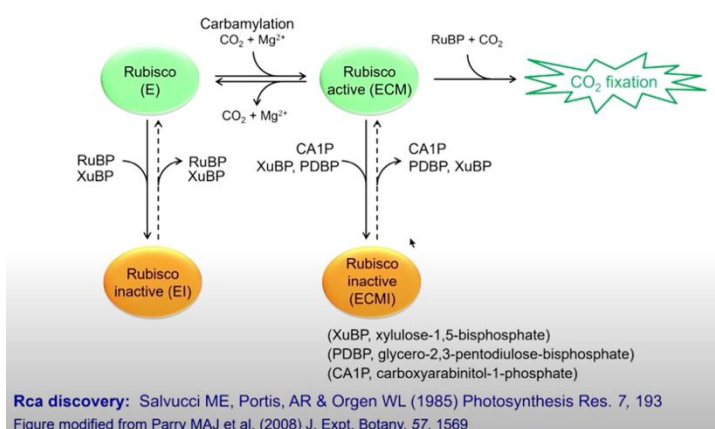 Carbamylation
CO₂ + Mg²⁺
RuBP + CO₂
Rubisco
(E)
Rubisco
active (ECM)
CO₂ fixation
CO₂ + Mg²⁺
RuBP
XuBP
RuBP
XuBP
CA1P
XuBP, PDBP
CA1P
PDBP, XuBP
Rubisco
inactive (EI)
Rubisco
inactive
(ECMI)
(XuBP, xylulose-1,5-bisphosphate)
(PDBP, glycero-2,3-pentodiulose-bisphosphate)
(CA1P, carboxyarabinitol-1-phosphate)
Rca discovery: Salvucci ME, Portis, AR & Orgen WL (1985) Photosynthesis Res. 7, 193
Figure modified from Parry MAJ et al. (2008) J. Expt. Botany. 57, 1569